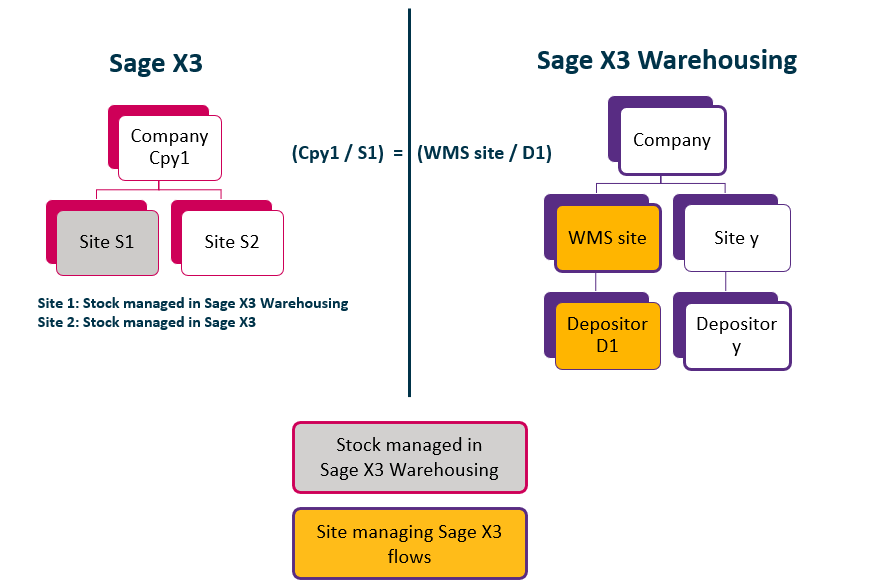 Sage X3
Sage X3 Warehousing
Company
Cpy1
(Cpy1 / S1) = (WMS site / D1)
Company
Site S1
Site S2
WMS site
Site y
Site 1: Stock managed in Sage X3 Warehousing
Site 2: Stock managed in Sage X3
Depositor
D1
Depositor
y
Stock managed in
Sage X3 Warehousing
Site managing Sage X3
flows